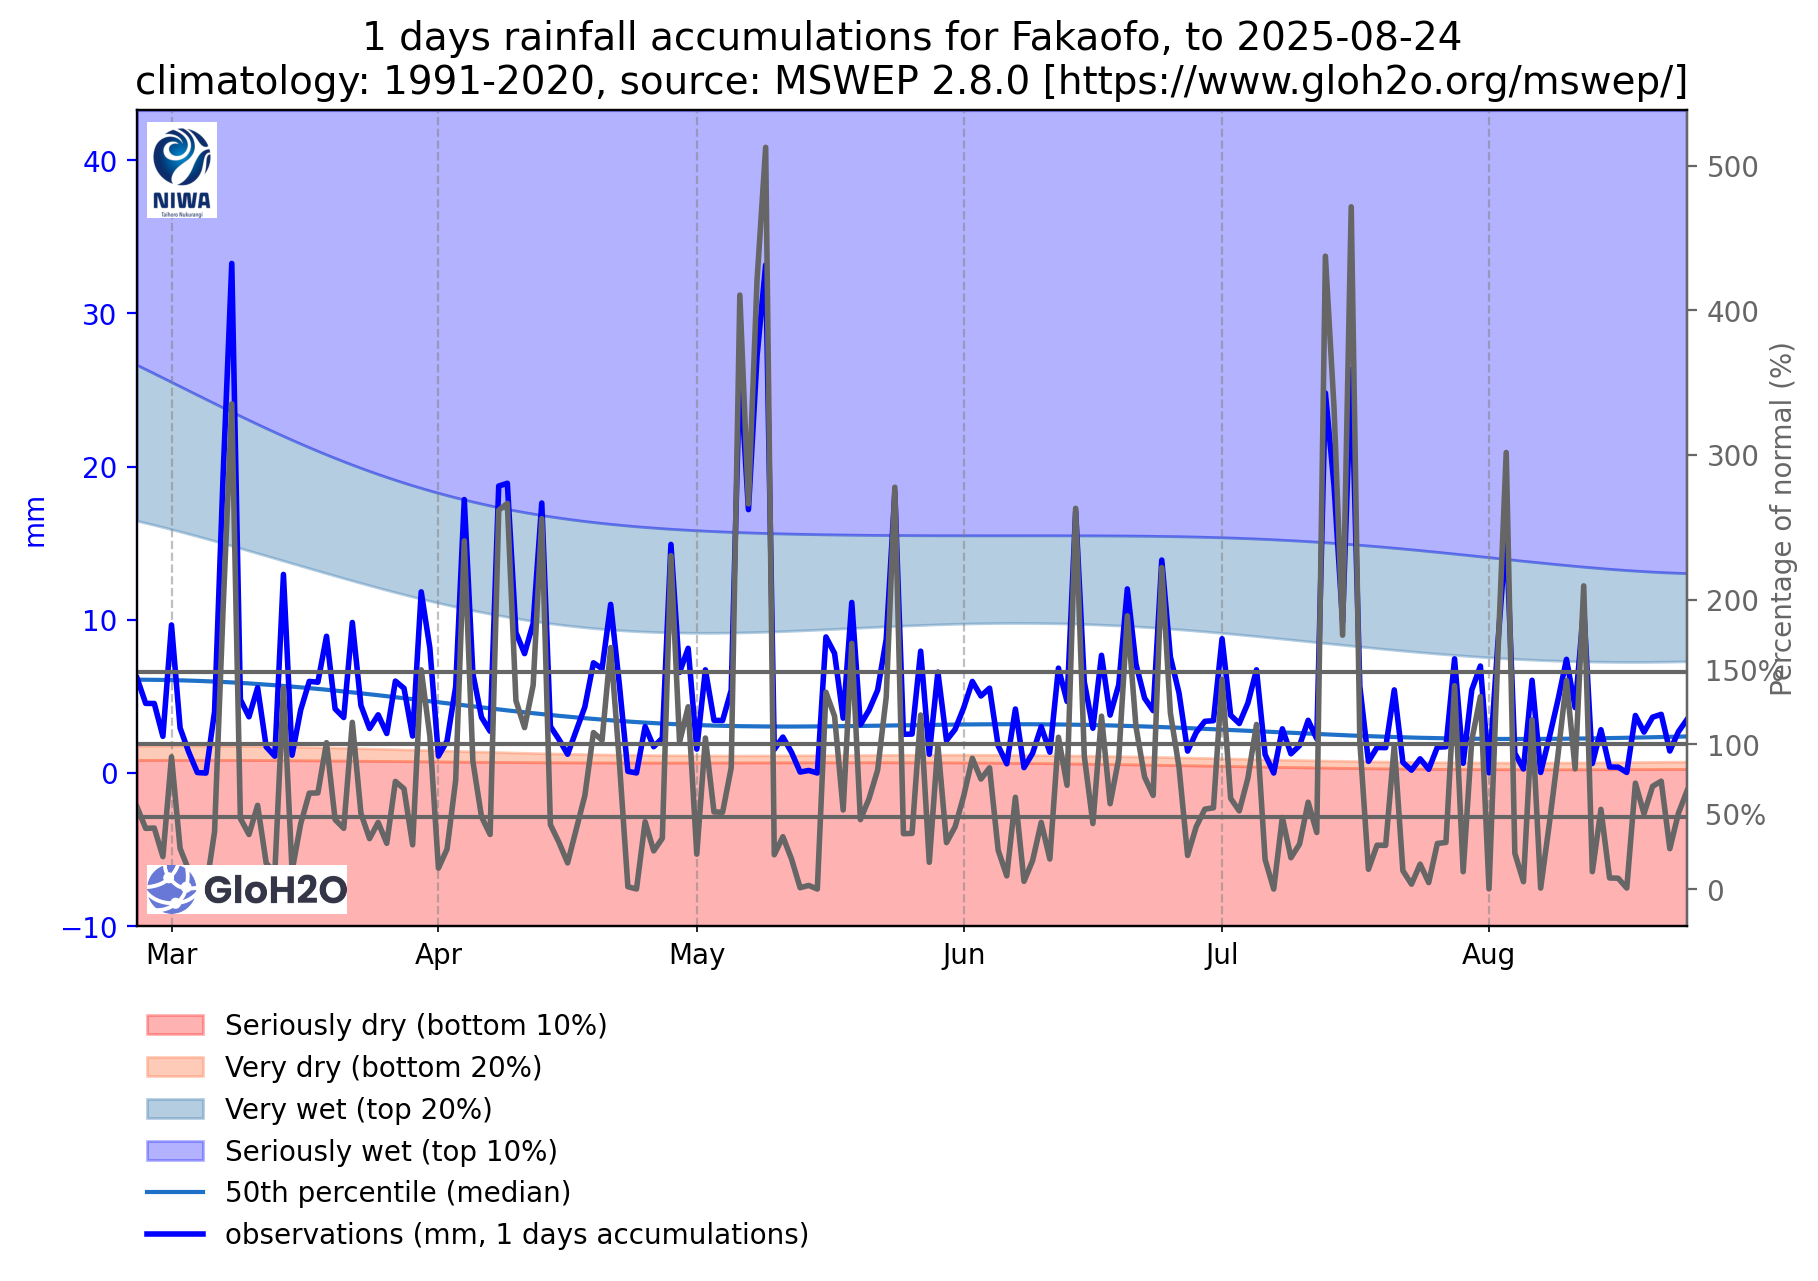 1 days rainfall accumulations for Fakaofo, to 2025-08-24
climatology: 1991-2020, source: MSWEP 2.8.0 [https://www.gloh2o.org/mswep/]
NIWA
Taihoro Nukurangi
mm
40
30
20
10
0
−10
500
400
300
200
150%
100
50%
0
Percentage of normal (%)
GloH2O
Mar Apr May Jun Jul Aug
Seriously dry (bottom 10%)
Very dry (bottom 20%)
Very wet (top 20%)
Seriously wet (top 10%)
50th percentile (median)
observations (mm, 1 days accumulations)